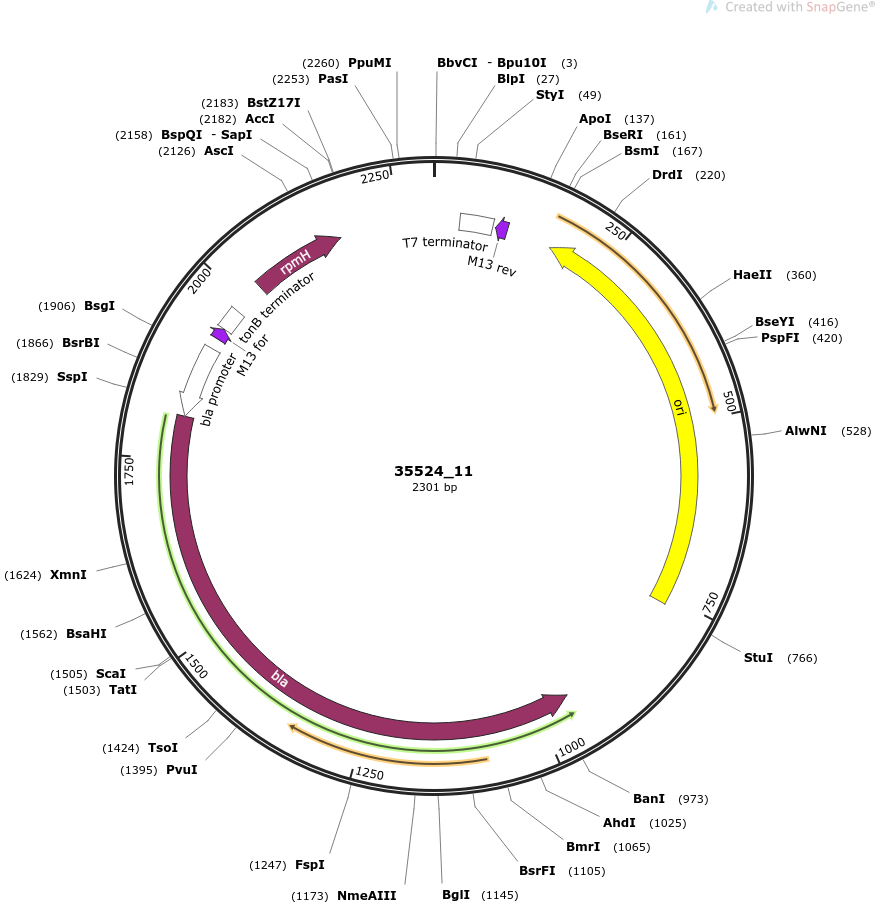 Created with SnapGene®
(2260) PpuMI
(2253) PasI
(2183) BstZ17I
(2182) AccI
(2158) BspQI - SapI
(2126) AscI
BbvCI - Bpu10I (3)
BlpI (27)
StyI (49)
ApoI (137)
BseRI (161)
BsmI (167)
DrdI (220)
HaeII (360)
BseYI (416)
PspFI (420)
AlwNI (528)
StuI (766)
BanI (973)
AhdI (1025)
BmrI (1065)
BsrFI (1105)
BglI (1145)
(1173) NmeAIII
(1247) FspI
(1395) PvuI
(1424) TsoI
(1503) TatI
(1505) ScaI
(1562) BsaHI
(1624) XmnI
(1829) SspI
(1866) BsrBI
(1906) BsgI
2250
250
500
750
1000
1250
1500
1750
2000
T7 terminator
M13 rev
ori
rpmH
tonB terminator
M13 for
bla promoter
bla
35524_11
2301 bp